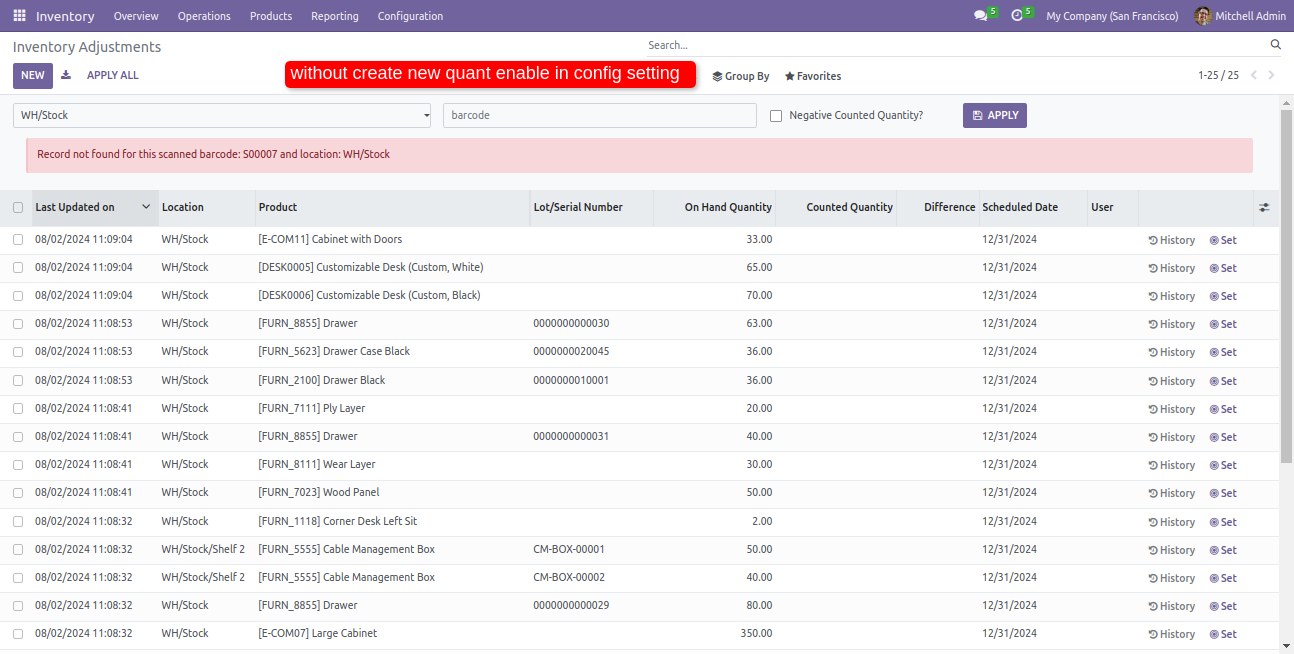 Inventory Overview Operations Products Reporting Configuration 5 5 My Company (San Francisco) Mitchell Admin
Inventory Adjustments Search...
NEW APPLY ALL without create new quant enable in config setting Group By Favorites 1-25 / 25
WH/Stock barcode Negative Counted Quantity? APPLY
Record not found for this scanned barcode: S00007 and location: WH/Stock
Last Updated on Location Product Lot/Serial Number On Hand Quantity Counted Quantity Difference Scheduled Date User
08/02/2024 11:09:04 WH/Stock [E-COM11] Cabinet with Doors 33.00 12/31/2024 History Set
08/02/2024 11:09:04 WH/Stock [DESK0005] Customizable Desk (Custom, White) 65.00 12/31/2024 History Set
08/02/2024 11:09:04 WH/Stock [DESK0006] Customizable Desk (Custom, Black) 70.00 12/31/2024 History Set
08/02/2024 11:08:53 WH/Stock [FURN_8855] Drawer 0000000000030 63.00 12/31/2024 History Set
08/02/2024 11:08:53 WH/Stock [FURN_5623] Drawer Case Black 0000000020045 36.00 12/31/2024 History Set
08/02/2024 11:08:53 WH/Stock [FURN_2100] Drawer Black 0000000010001 36.00 12/31/2024 History Set
08/02/2024 11:08:41 WH/Stock [FURN_7111] Ply Layer 20.00 12/31/2024 History Set
08/02/2024 11:08:41 WH/Stock [FURN_8855] Drawer 0000000000031 40.00 12/31/2024 History Set
08/02/2024 11:08:41 WH/Stock [FURN_8111] Wear Layer 30.00 12/31/2024 History Set
08/02/2024 11:08:41 WH/Stock [FURN_7023] Wood Panel 50.00 12/31/2024 History Set
08/02/2024 11:08:32 WH/Stock [FURN_1118] Corner Desk Left Sit 2.00 12/31/2024 History Set
08/02/2024 11:08:32 WH/Stock/Shelf 2 [FURN_5555] Cable Management Box CM-BOX-00001 50.00 12/31/2024 History Set
08/02/2024 11:08:32 WH/Stock/Shelf 2 [FURN_5555] Cable Management Box CM-BOX-00002 40.00 12/31/2024 History Set
08/02/2024 11:08:32 WH/Stock [FURN_8855] Drawer 0000000000029 80.00 12/31/2024 History Set
08/02/2024 11:08:32 WH/Stock [E-COM07] Large Cabinet 350.00 12/31/2024 History Set